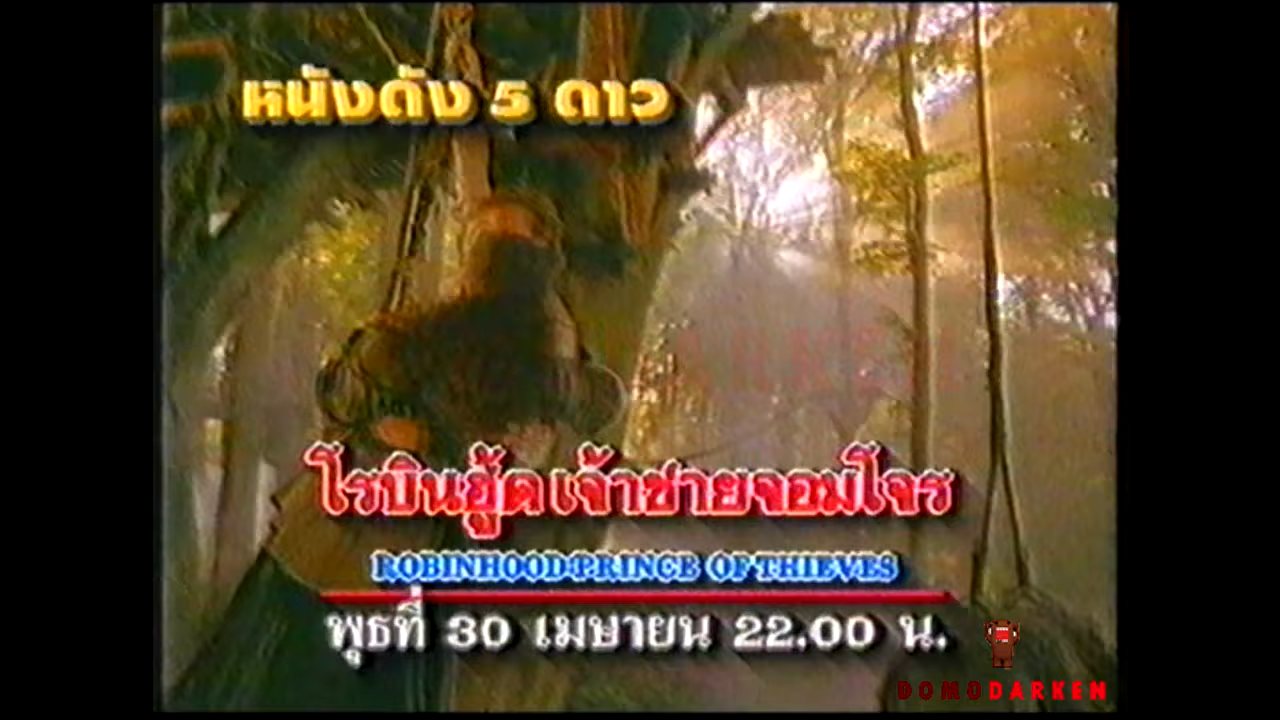 หนังดัง 5 ดาว
โรบินฮู้ด เจ้าชายจอมโจร
ROBINHOOD:PRINCE OF THIEVES
พุธที่ 30 เมษายน 22.00 น.
DOMODARKEN